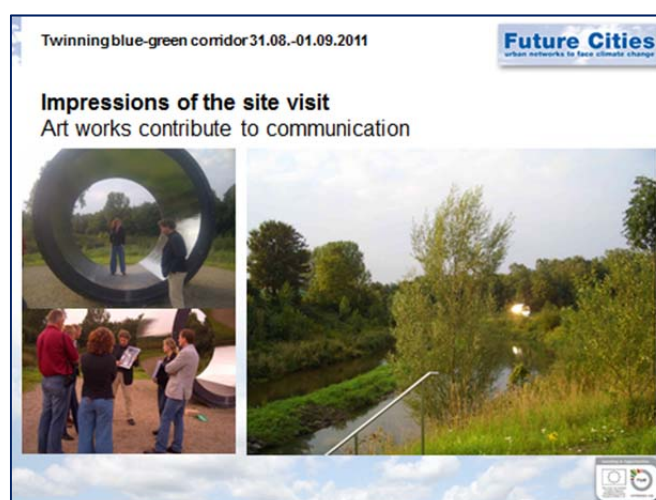 Twinning blue-green corridor 31.08.-01.09.2011
Future Cities
urban networks to face climate change
Impressions of the site visit
Art works contribute to communication